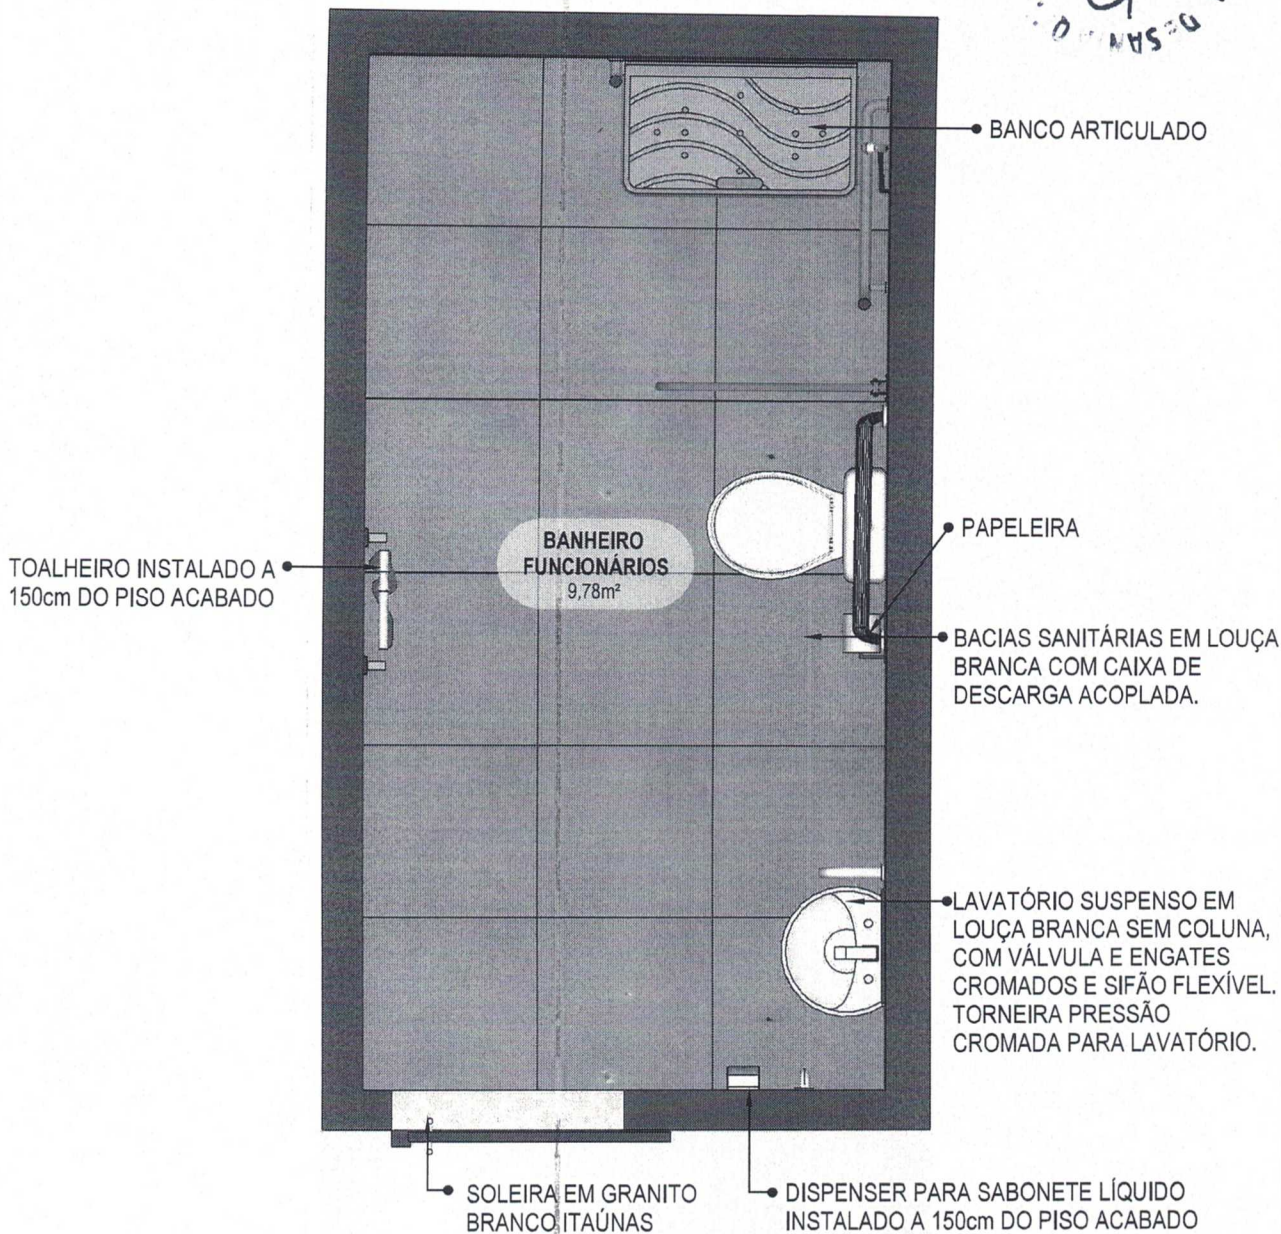 BANCO ARTICULADO
PAPELEIRA
BANHEIRO
FUNCIONÁRIOS
9,78m²
TOALHEIRO INSTALADO A
150cm DO PISO ACABADO
BACIAS SANITÁRIAS EM LOUÇA
BRANCA COM CAIXA DE
DESCARGA ACOPLADA.
LAVATÓRIO SUSPENSO EM
LOUÇA BRANCA SEM COLUNA,
COM VÁLVULA E ENGATES
CROMADOS E SIFÃO FLEXÍVEL.
TORNEIRA PRESSÃO
CROMADA PARA LAVATÓRIO.
SOLEIRA EM GRANITO
BRANCO ITAÚNAS
DISPENSER PARA SABONETE LÍQUIDO
INSTALADO A 150cm DO PISO ACABADO